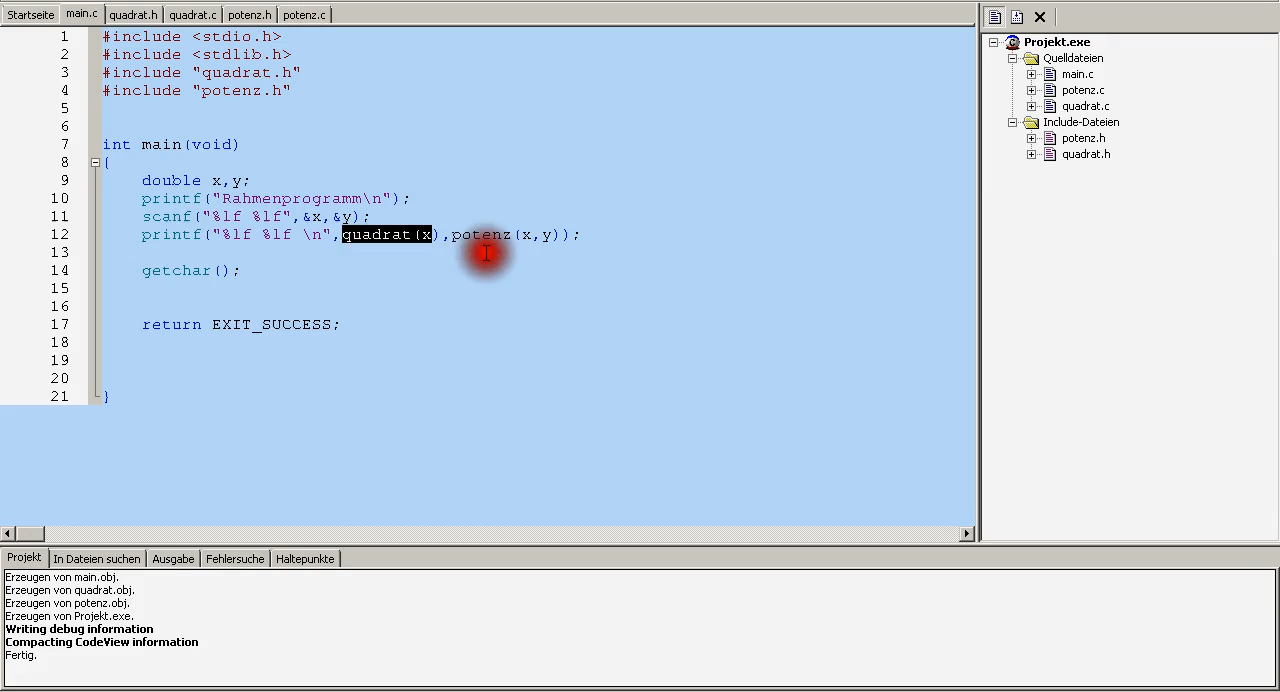 Startseite main.c quadrat.h quadrat.c potenz.h potenz.c
1 #include <stdio.h>
2 #include <stdlib.h>
3 #include "quadrat.h"
4 #include "potenz.h"
5
6
7 int main(void)
8 {
9 double x,y;
10 printf("Rahmenprogramm\n");
11 scanf("%lf %lf",&x,&y);
12 printf("%lf %lf \n",quadrat(x),potenz(x,y));
13
14 getchar();
15
16
17 return EXIT_SUCCESS;
18
19
20
21 }
Projekt.exe
Quelldateien
main.c
potenz.c
quadrat.c
Include-Dateien
potenz.h
quadrat.h
Projekt In Dateien suchen Ausgabe Fehlersuche Haltepunkte
Erzeugen von main.obj.
Erzeugen von quadrat.obj.
Erzeugen von potenz.obj.
Erzeugen von Projekt.exe.
Writing debug information
Compacting CodeView information
Fertig.